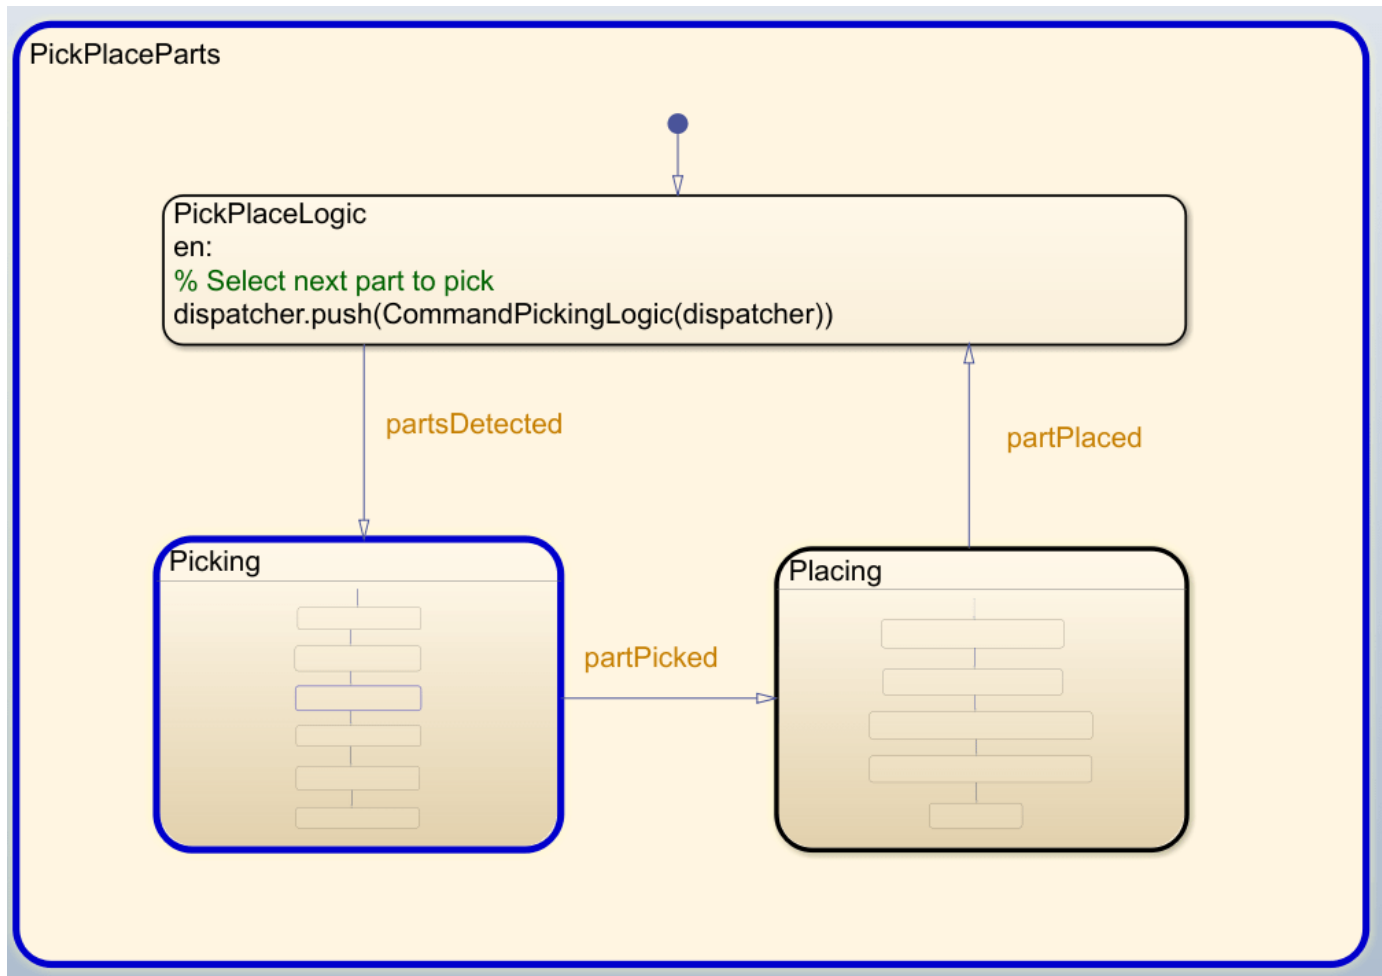 PickPlaceParts
PickPlaceLogic
en:
% Select next part to pick
dispatcher.push(CommandPickingLogic(dispatcher))
partsDetected
partPlaced
Picking
Placing
partPicked